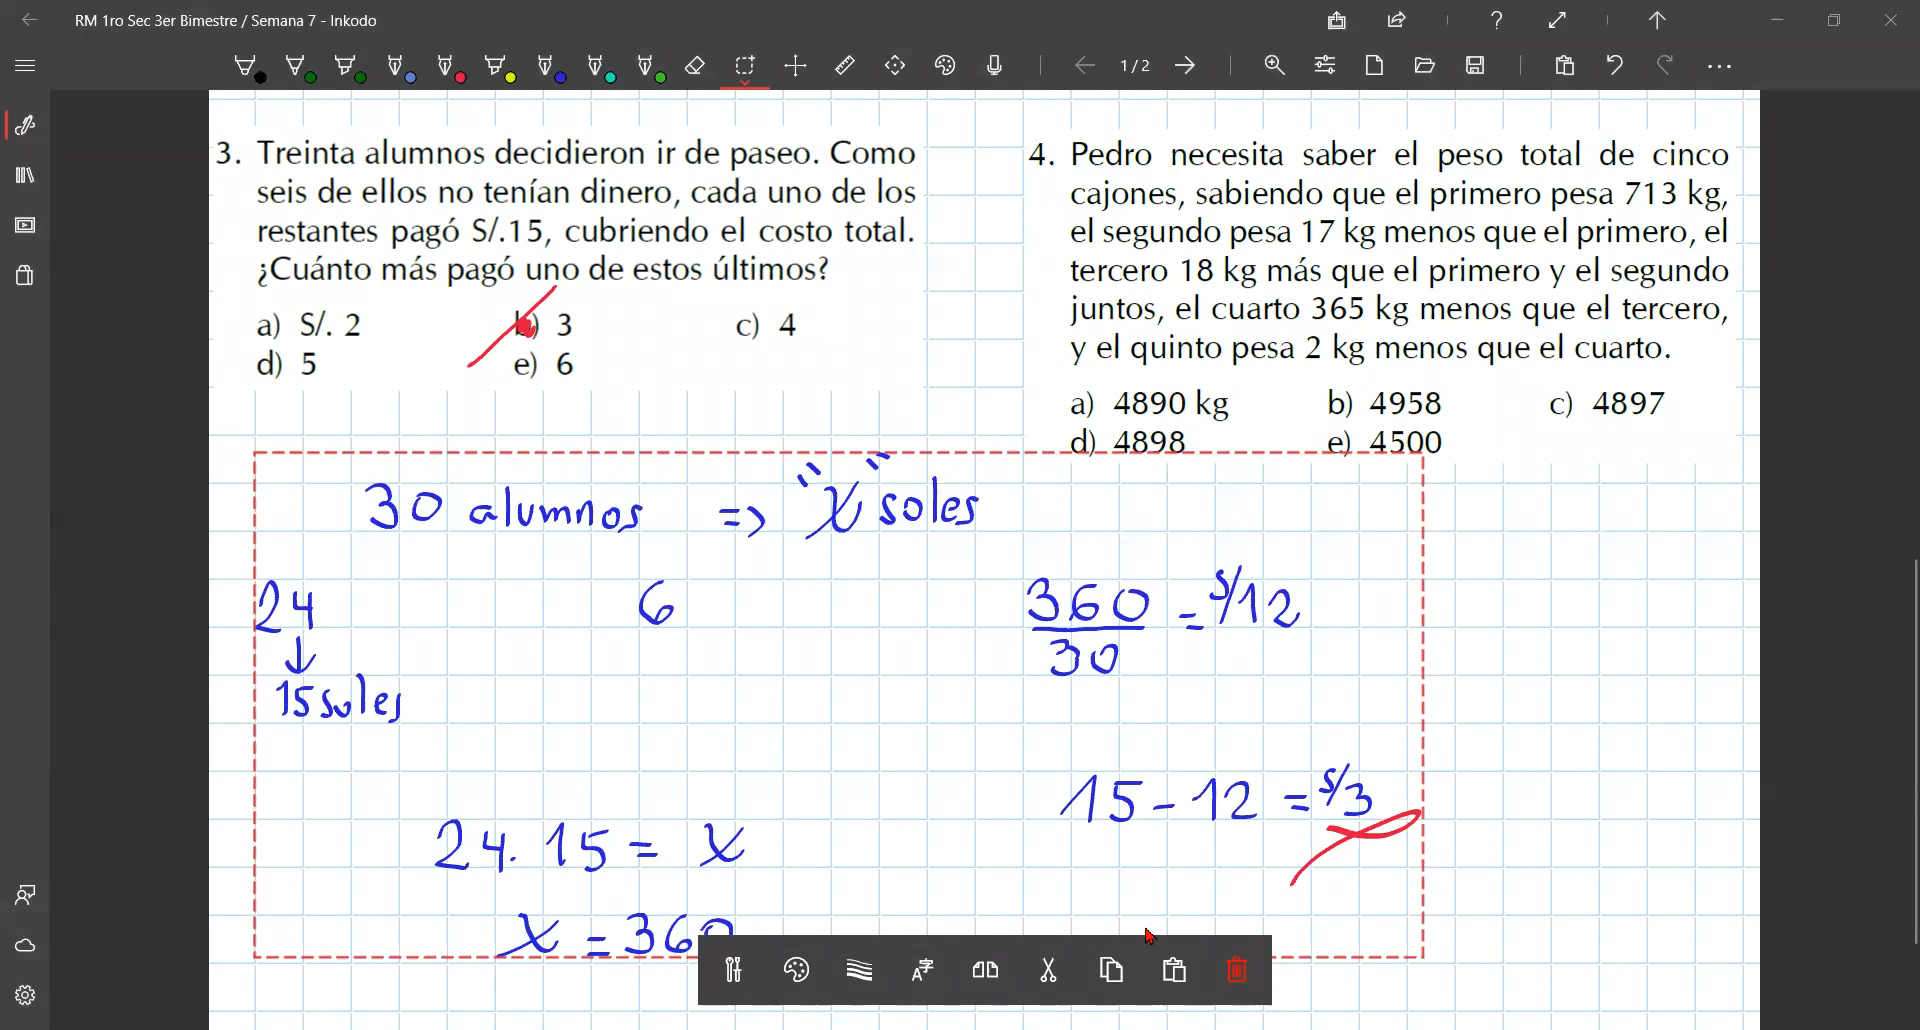 RM 1ro Sec 3er Bimestre / Semana 7 - Inkodo
1 / 2
3. Treinta alumnos decidieron ir de paseo. Como
seis de ellos no tenían dinero, cada uno de los
restantes pagó S/.15, cubriendo el costo total.
¿Cuánto más pagó uno de estos últimos?
a) S/. 2 b) 3 c) 4
d) 5 e) 6
4. Pedro necesita saber el peso total de cinco
cajones, sabiendo que el primero pesa 713 kg,
el segundo pesa 17 kg menos que el primero, el
tercero 18 kg más que el primero y el segundo
juntos, el cuarto 365 kg menos que el tercero,
y el quinto pesa 2 kg menos que el cuarto.
a) 4890 kg b) 4958 c) 4897
d) 4898 e) 4500
30 alumnos => "x" soles
24 6
↓
15 soles
24. 15 = x
x = 360
360 = S/12
30
15 - 12 = S/3